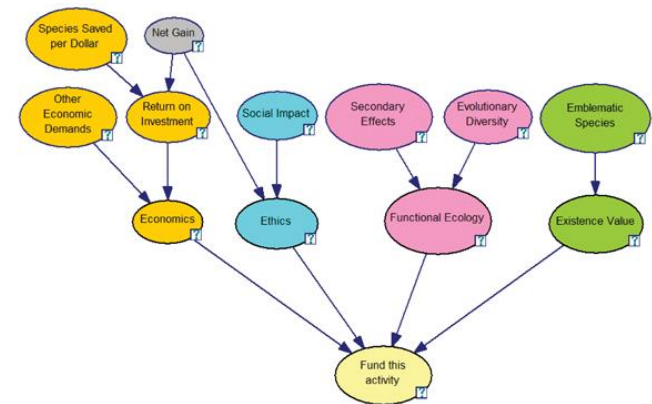 Species Saved
per Dollar
?
Net Gain
?
Other
Economic
Demands
?
Return on
Investment
?
Social Impact
?
Secondary
Effects
?
Evolutionary
Diversity
?
Emblematic
Species
?
Economics
?
Ethics
?
Functional Ecology
?
Existence Value
?
Fund this
activity
?